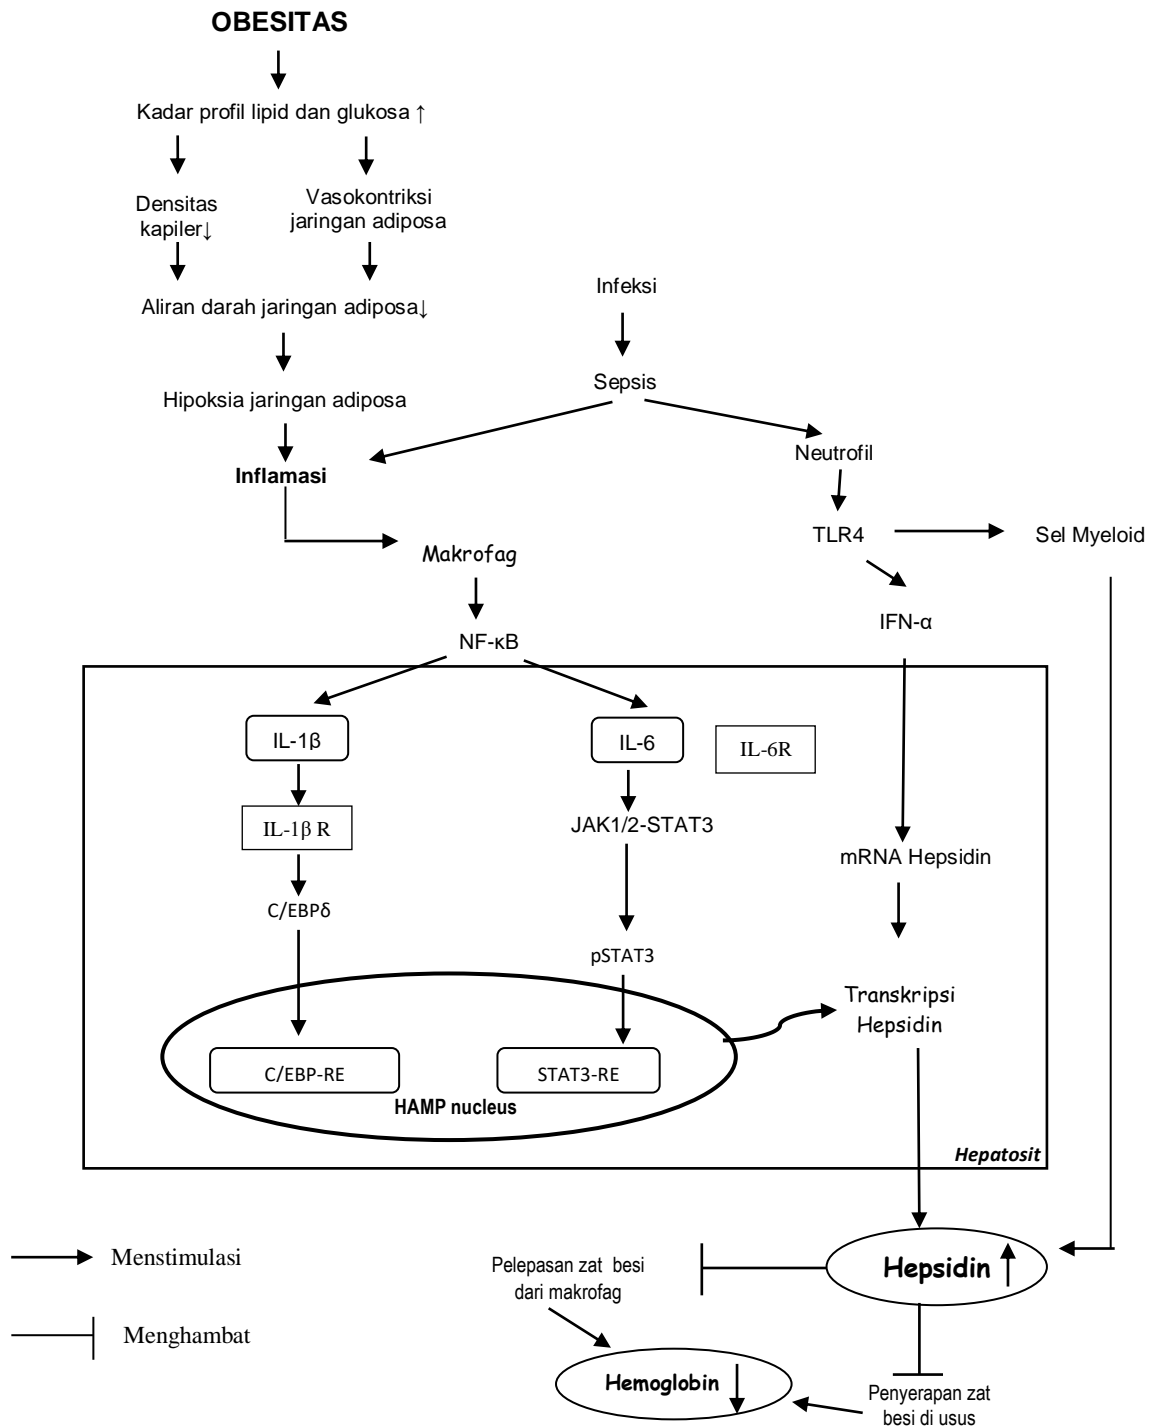 OBESITAS
Kadar profil lipid dan glukosa ↑
Densitas
kapiler↓
Vasokontriksi
jaringan adiposa
Aliran darah jaringan adiposa↓
Infeksi
Sepsis
Hipoksia jaringan adiposa
Neutrofil
Inflamasi
TLR4
Sel Myeloid
Makrofag
IFN-α
NF-κB
IL-1β
IL-6
IL-6R
IL-1β R
JAK1/2-STAT3
mRNA Hepsidin
C/EBPδ
pSTAT3
Transkripsi
Hepsidin
C/EBP-RE
STAT3-RE
HAMP nucleus
Hepatosit
Menstimulasi
Pelepasan zat besi
dari makrofag
Hepsidin ↑
Menghambat
Hemoglobin ↓
Penyerapan zat
besi di usus